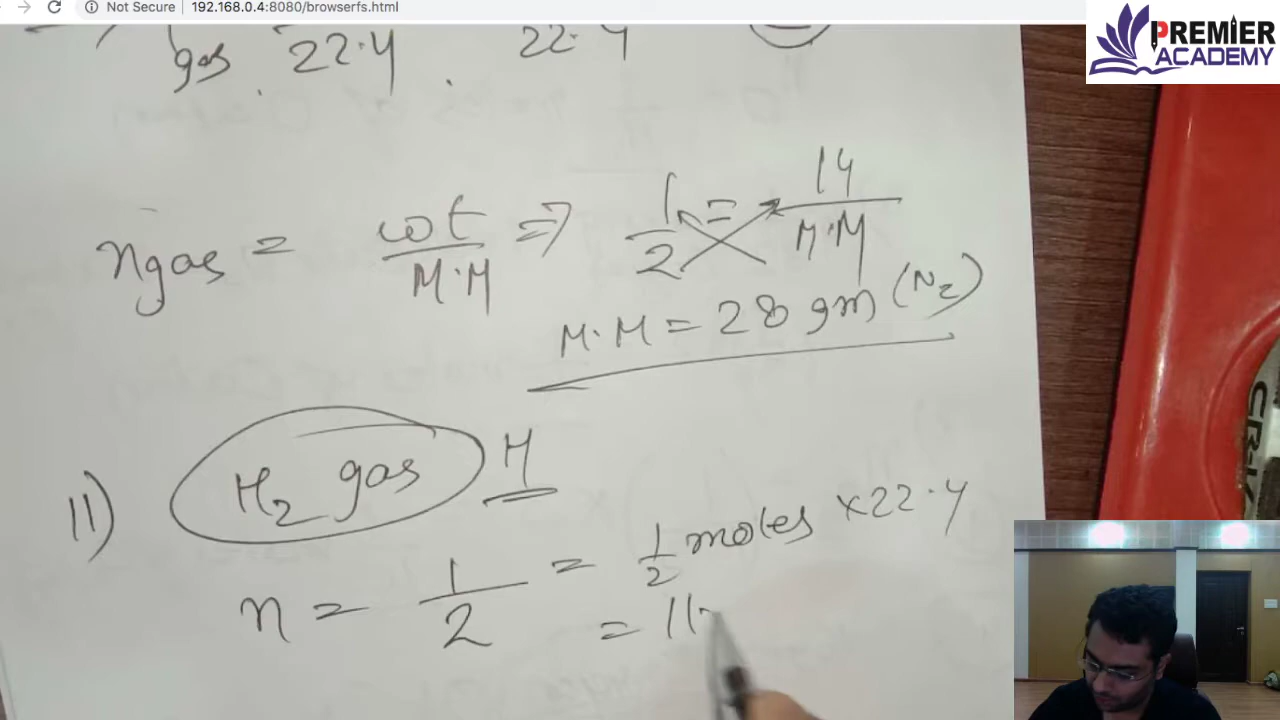 Not Secure | 192.168.0.4:8080/browserfs.html
PREMIER
ACADEMY
gas 22.4 . 22.4
ngas = wt / M.M ⇒ 1/2 = 14 / M.M
M.M = 28 gm (N2)
11) H2 gas H
n = 1/2 = 1/2 moles × 22.4
= 11.